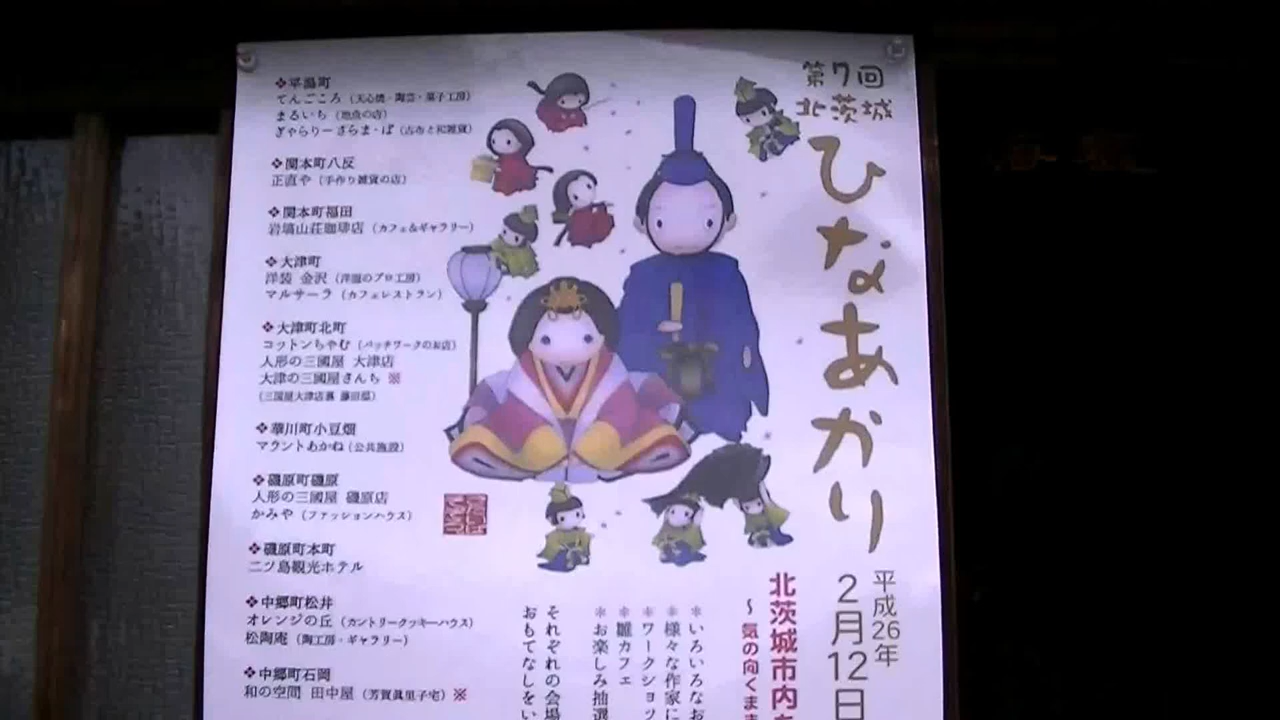 第7回
北茨城
ひなあかり
平成26年
2月12日
北茨城市内
～気の向くまま
＊いろいろなお
＊様々な作家に
＊ワークショッ
＊雛カフェ
＊お楽しみ抽選
それぞれの会場
おもてなしをい
❖平潟町
てんごころ（天心焼・陶芸・菓子工房）
まるいち（地魚の店）
ぎゃらりーさらま・ば（古布と和雑貨）
❖関本町八反
正直や（手作り雑貨の店）
❖関本町福田
岩塙山荘珈琲店（カフェ&ギャラリー）
❖大津町
洋装 金沢（洋服のプロ工房）
マルサーラ（カフェレストラン）
❖大津町北町
コットンちゃむ（パッチワークのお店）
人形の三國屋 大津店
大津の三國屋さんち ※
（三国屋大津店裏 藤田邸）
❖華川町小豆畑
マウントあかね（公共施設）
❖磯原町磯原
人形の三國屋 磯原店
かみや（ファッションハウス）
❖磯原町本町
二ツ島観光ホテル
❖中郷町松井
オレンジの丘（カントリークッキーハウス）
松陶庵（陶工房・ギャラリー）
❖中郷町石岡
和の空間 田中屋（芳賀眞里子宅）※